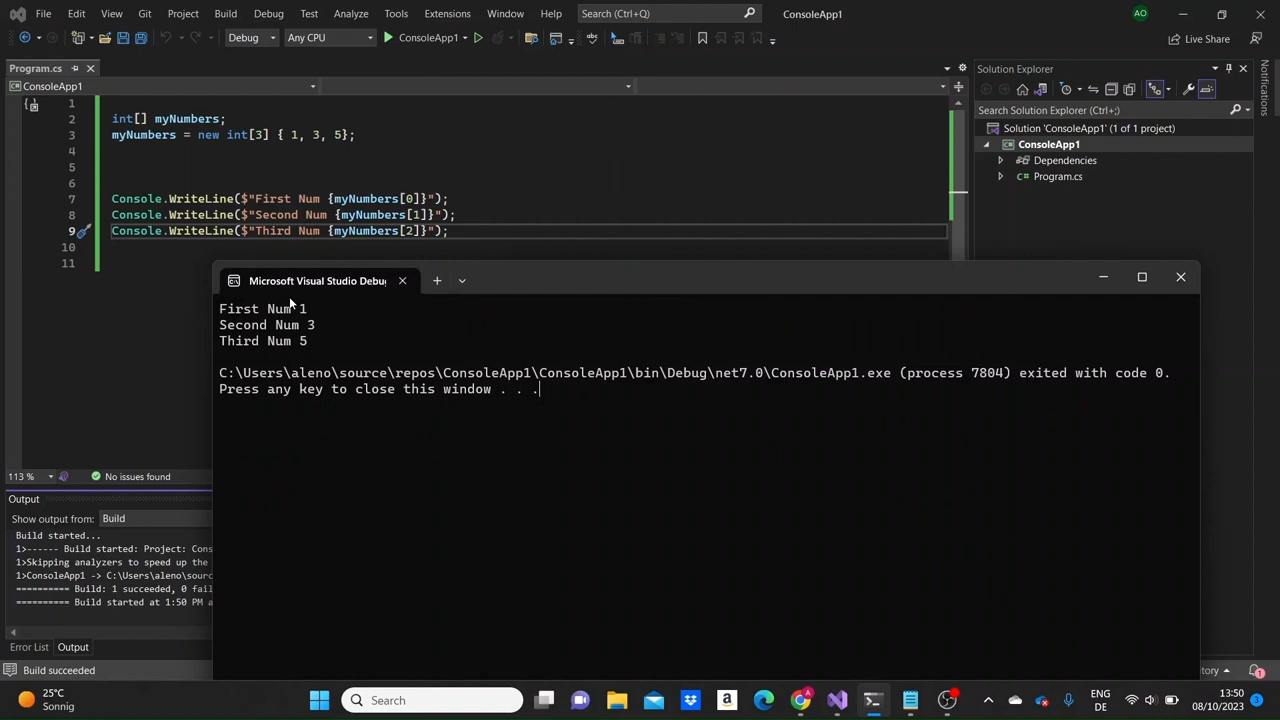 File Edit View Git Project Build Debug Test Analyze Tools Extensions Window Help Search (Ctrl+Q) ConsoleApp1 AO
Debug Any CPU ConsoleApp1 Live Share
Program.cs
ConsoleApp1
1
2 int[] myNumbers;
3 myNumbers = new int[3] { 1, 3, 5};
4
5
6
7 Console.WriteLine($"First Num {myNumbers[0]}");
8 Console.WriteLine($"Second Num {myNumbers[1]}");
9 Console.WriteLine($"Third Num {myNumbers[2]}");
10
11
Solution Explorer
Search Solution Explorer (Ctrl+;)
Solution 'ConsoleApp1' (1 of 1 project)
ConsoleApp1
Dependencies
Program.cs
Notifications
Microsoft Visual Studio Debug
First Num 1
Second Num 3
Third Num 5
C:\Users\aleno\source\repos\ConsoleApp1\ConsoleApp1\bin\Debug\net7.0\ConsoleApp1.exe (process 7804) exited with code 0.
Press any key to close this window . . .
113 % No issues found
Output
Show output from: Build
Build started...
1>------ Build started: Project: Cons
1>Skipping analyzers to speed up the
1>ConsoleApp1 -> C:\Users\aleno\sourc
========== Build: 1 succeeded, 0 fail
========== Build started at 1:50 PM a
Error List Output
Build succeeded
1
25°C
Sonnig
Search
ENG
DE
13:50
08/10/2023
3